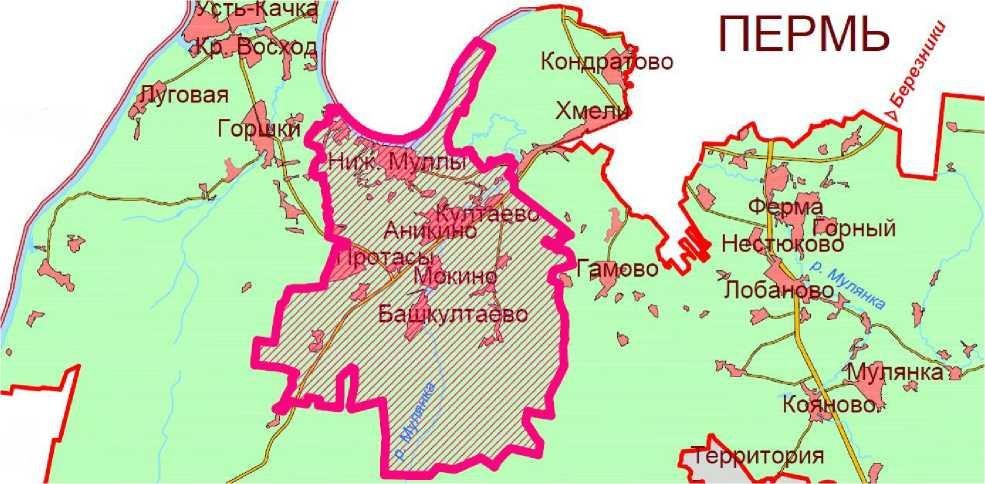 Усть-Качка
ПЕРМЬ
Березники
Кр. Восход
Кондратово
Луговая
Хмели
Горшки
Ниж. Муллы
Култаево
Ферма
Аникино
Горный
Нестюково
Протасы
Мокино
Гамово
р. Мулянка
Лобаново
Башкултаево
Мулянка
р. Мулянка
Кояново
Территория